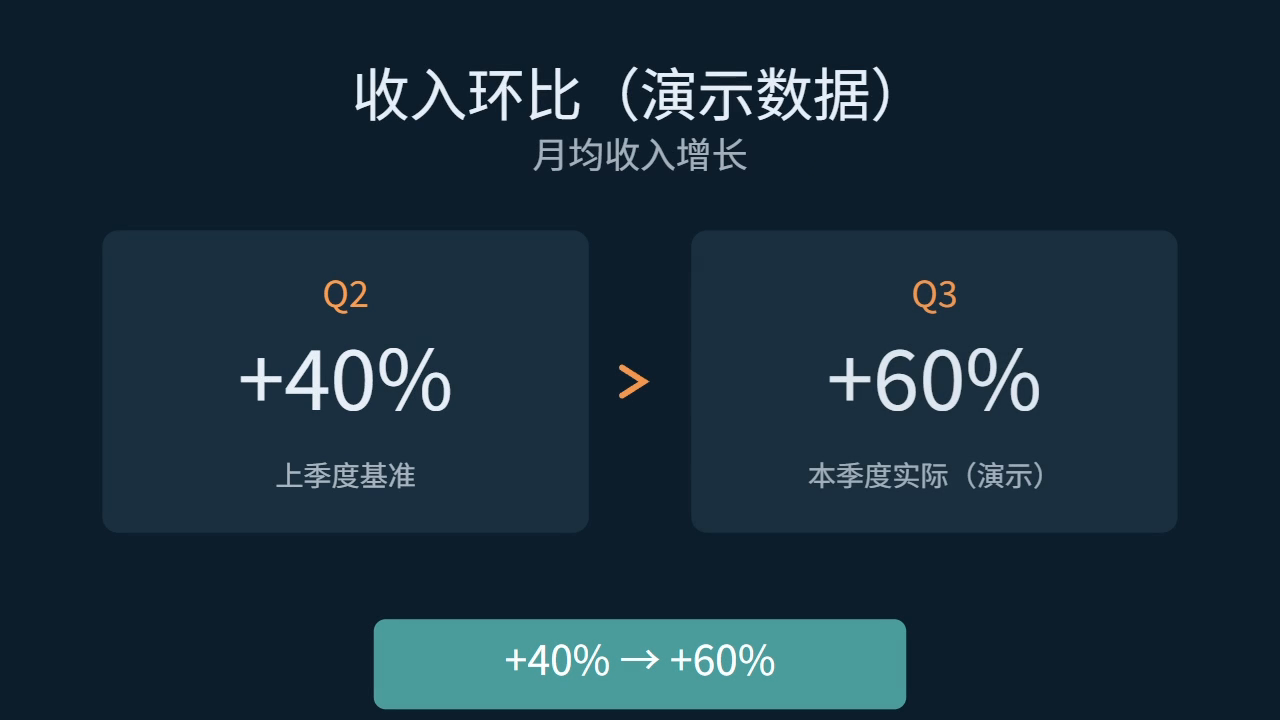 收入环比（演示数据）
月均收入增长
Q2
+40%
上季度基准
>
Q3
+60%
本季度实际（演示）
+40% → +60%